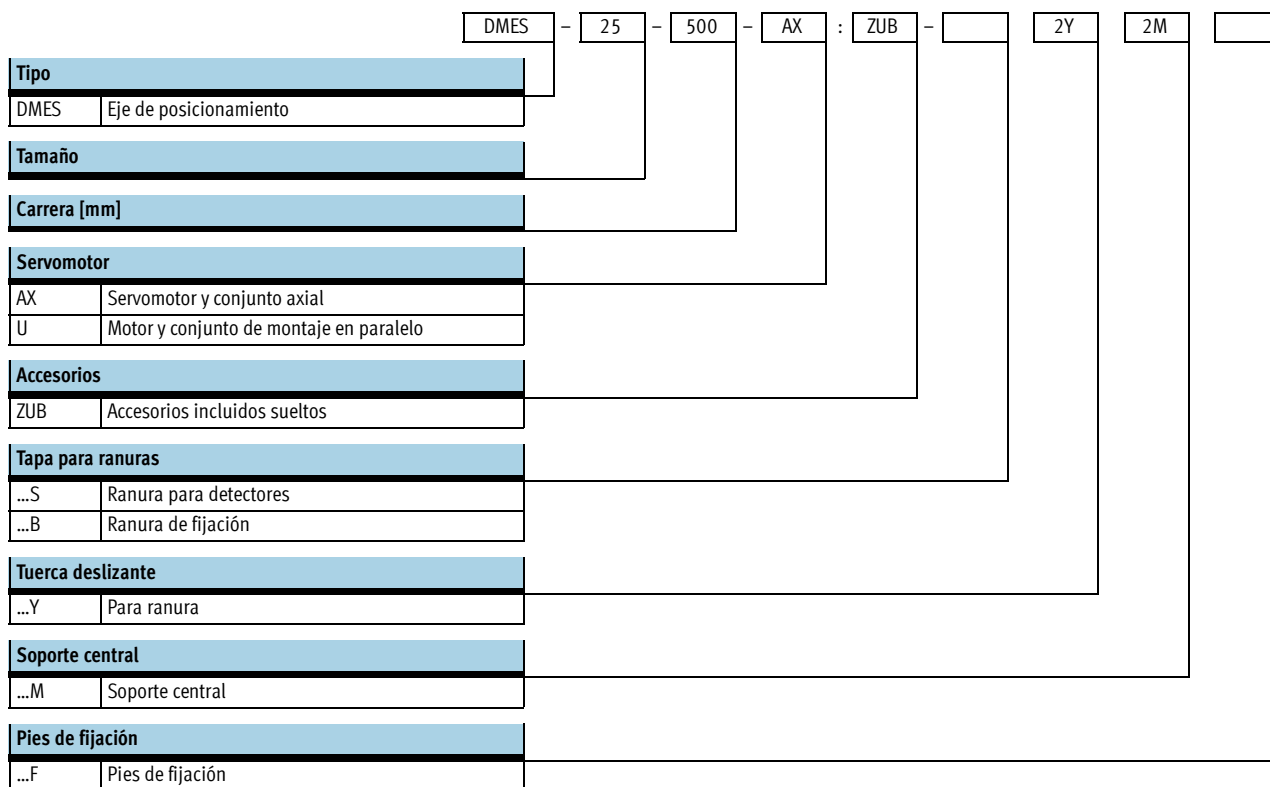 DMES – 25 – 500 – AX : ZUB – 2Y 2M
Tipo
DMES Eje de posicionamiento
Tamaño
Carrera [mm]
Servomotor
AX Servomotor y conjunto axial
U Motor y conjunto de montaje en paralelo
Accesorios
ZUB Accesorios incluidos sueltos
Tapa para ranuras
...S Ranura para detectores
...B Ranura de fijación
Tuerca deslizante
...Y Para ranura
Soporte central
...M Soporte central
Pies de fijación
...F Pies de fijación